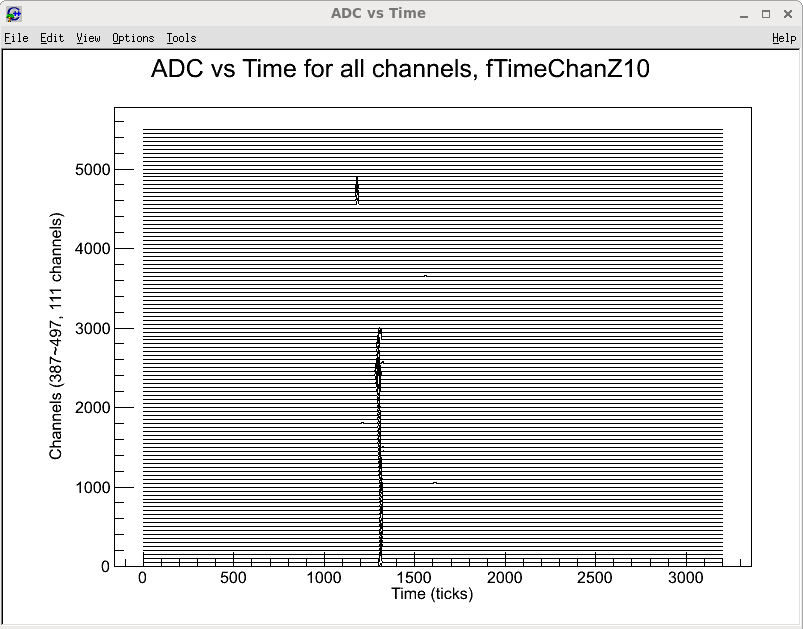 ADC vs Time
File Edit View Options Tools Help
ADC vs Time for all channels, fTimeChanZ10
Channels (387~497, 111 channels)
5000
4000
3000
2000
1000
0
0 500 1000 1500 2000 2500 3000
Time (ticks)